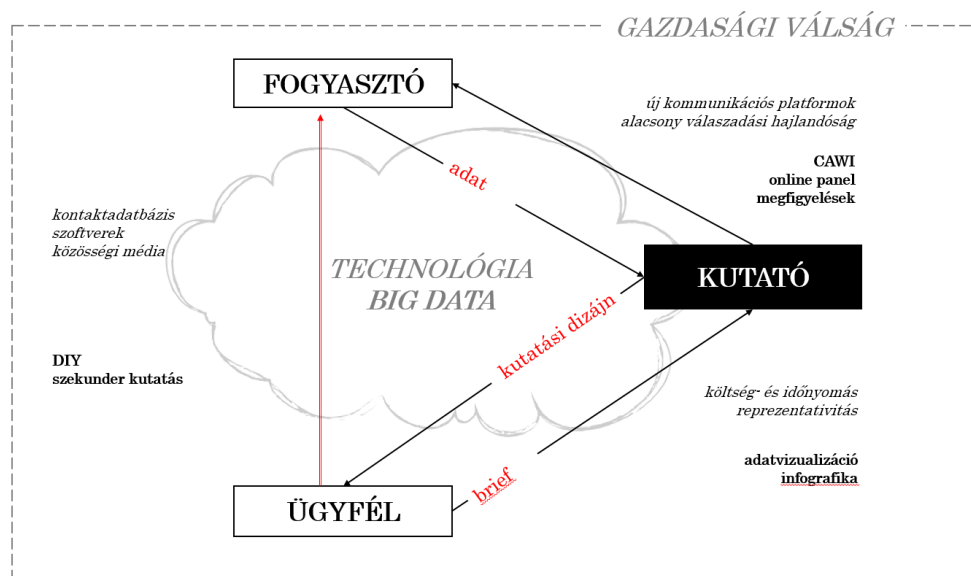 GAZDASÁGI VÁLSÁG
FOGYASZTÓ
új kommunikációs platformok
alacsony válaszadási hajlandóság
CAWI
online panel
megfigyelések
adat
kontaktadatbázis
szoftverek
közösségi média
TECHNOLÓGIA
BIG DATA
KUTATÓ
kutatási dizájn
DIY
szekunder kutatás
költség- és időnyomás
reprezentativitás
adatvizualizáció
infografika
brief
ÜGYFÉL